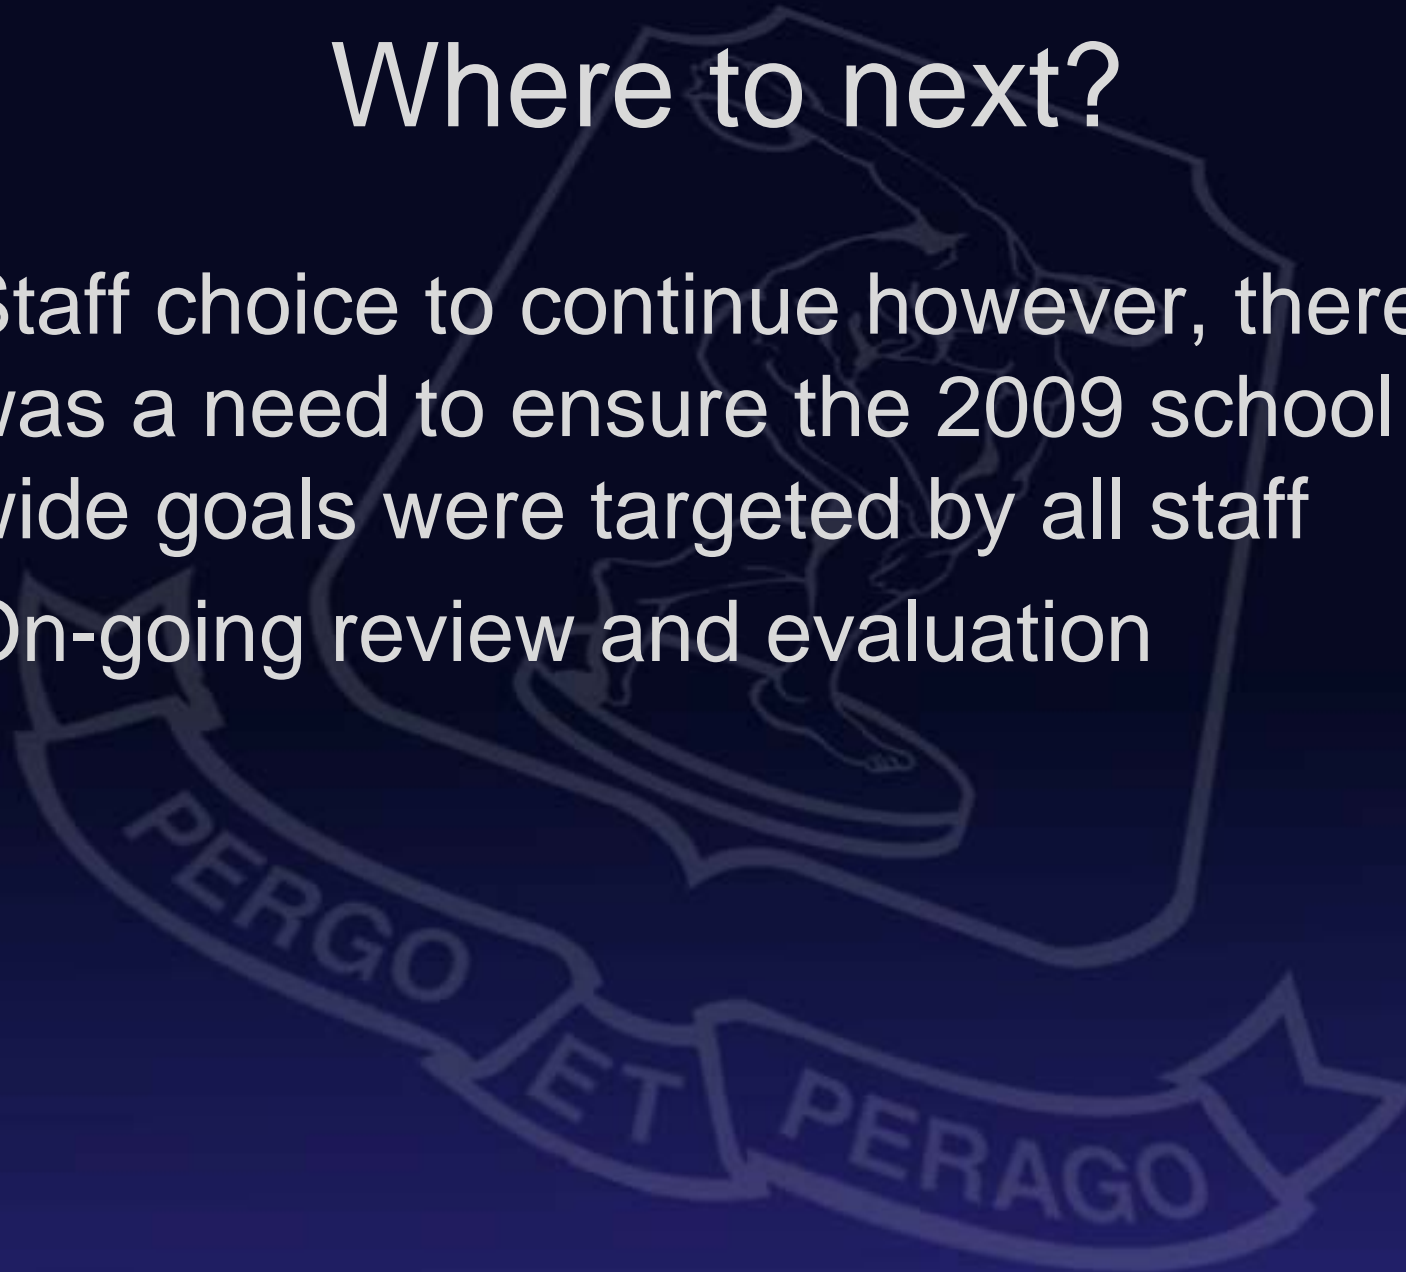 Where to next?
Staff choice to continue however, there
was a need to ensure the 2009 school
wide goals were targeted by all staff
On-going review and evaluation
PERGO
ET
PERAGO